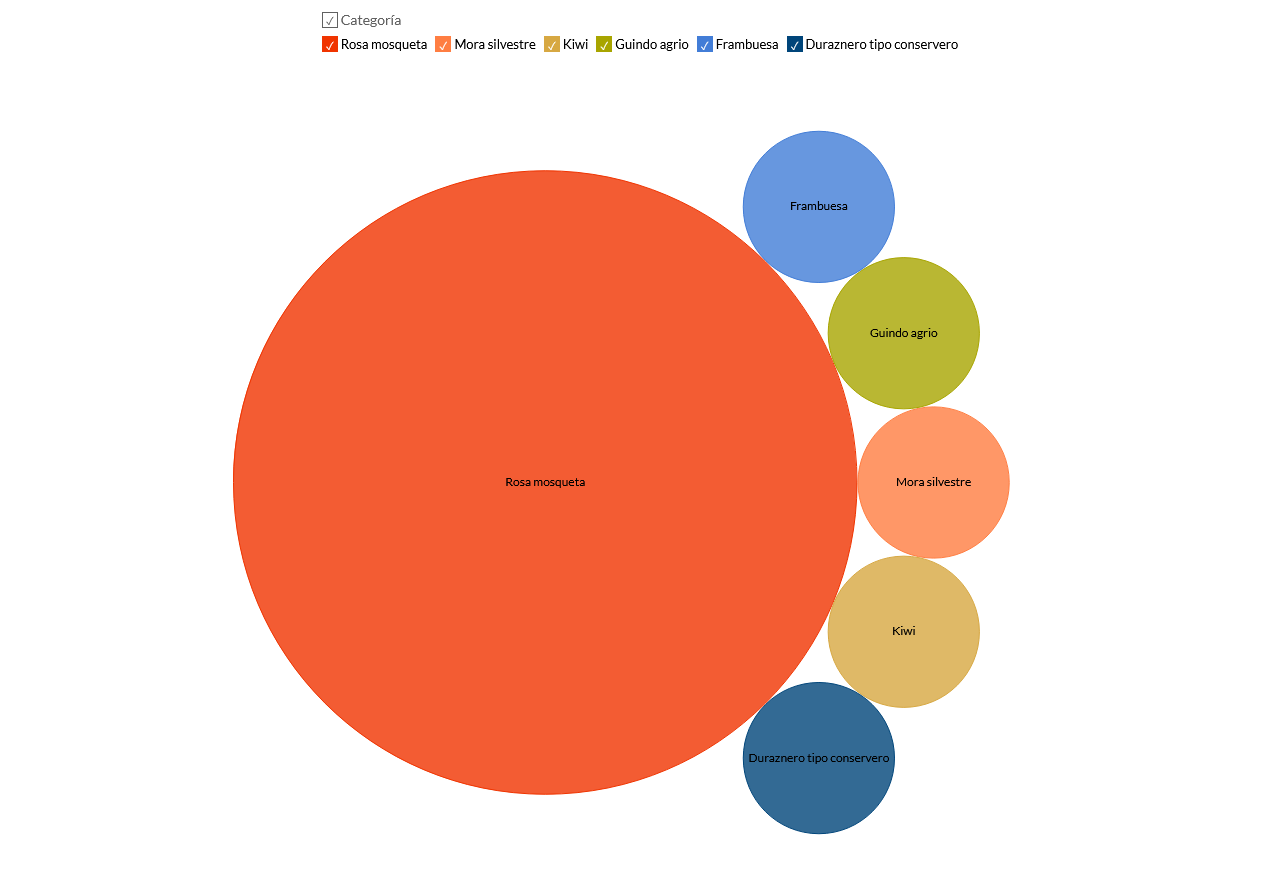 Categoría
Rosa mosqueta Mora silvestre Kiwi Guindo agrio Frambuesa Duraznero tipo conservero
Frambuesa
Guindo agrio
Rosa mosqueta
Mora silvestre
Kiwi
Duraznero tipo conservero